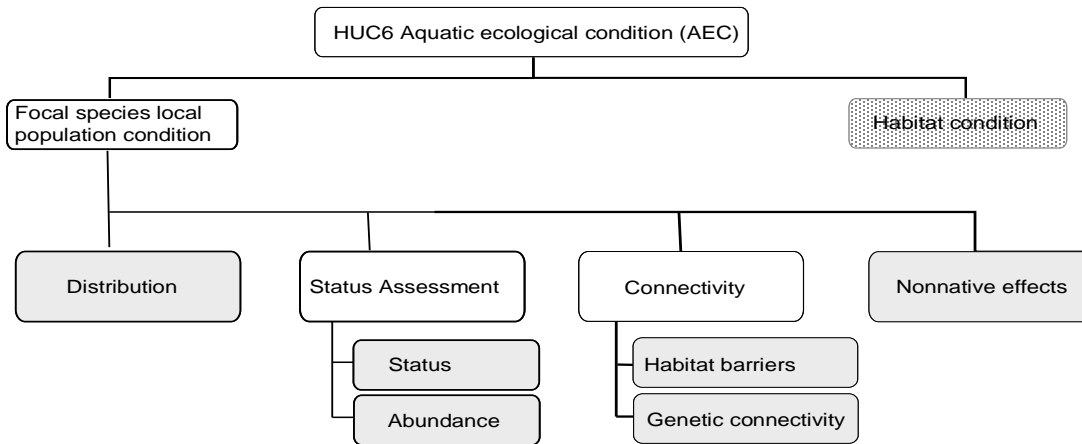 HUC6 Aquatic ecological condition (AEC)
Focal species local
population condition
Habitat condition
Distribution
Status Assessment
Connectivity
Nonnative effects
Status
Habitat barriers
Abundance
Genetic connectivity